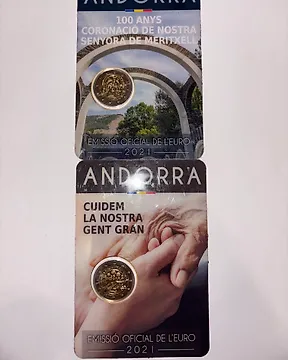 ANDORRA
100 ANYS
CORONACIÓ DE NOSTRA
SENYORA DE MERITXELL
EMISSIÓ OFICIAL DE L'EURO
2021
ANDORRA
CUIDEM
LA NOSTRA
GENT GRAN
EMISSIÓ OFICIAL DE L'EURO
2021